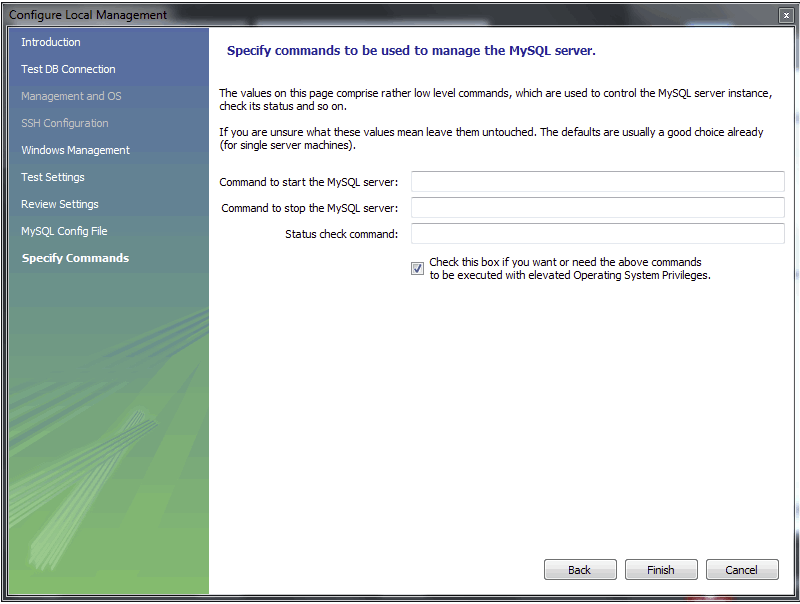 Configure Local Management
Introduction
Test DB Connection
Management and OS
SSH Configuration
Windows Management
Test Settings
Review Settings
MySQL Config File
Specify Commands
Specify commands to be used to manage the MySQL server.
The values on this page comprise rather low level commands, which are used to control the MySQL server instance,
check its status and so on.
If you are unsure what these values mean leave them untouched. The defaults are usually a good choice already
(for single server machines).
Command to start the MySQL server:
Command to stop the MySQL server:
Status check command:
Check this box if you want or need the above commands
to be executed with elevated Operating System Privileges.
Back
Finish
Cancel